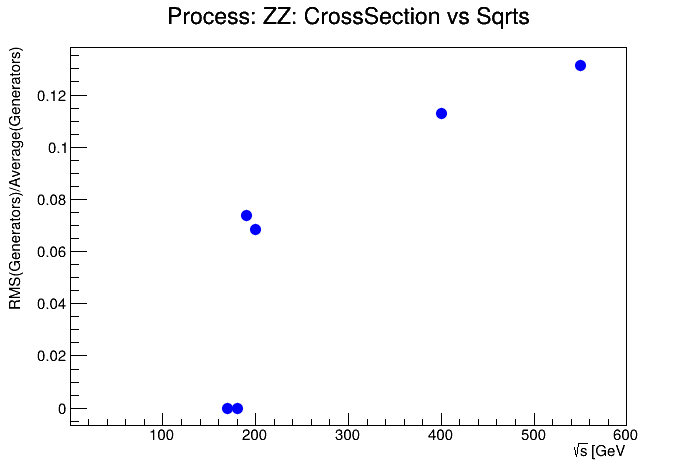 Process: ZZ: CrossSection vs Sqrts
RMS(Generators)/Average(Generators)
0.12
0.1
0.08
0.06
0.04
0.02
0
100 200 300 400 500 600
√s [GeV